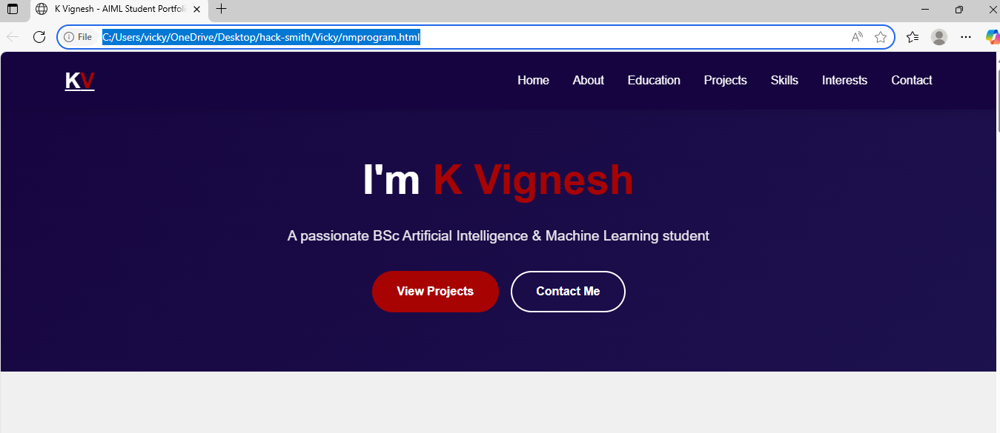 K Vignesh - AIML Student Portfoli
File C:/Users/vicky/OneDrive/Desktop/hack-smith/Vicky/nmprogram.html
KV Home About Education Projects Skills Interests Contact
I'm K Vignesh
A passionate BSc Artificial Intelligence & Machine Learning student
View Projects Contact Me